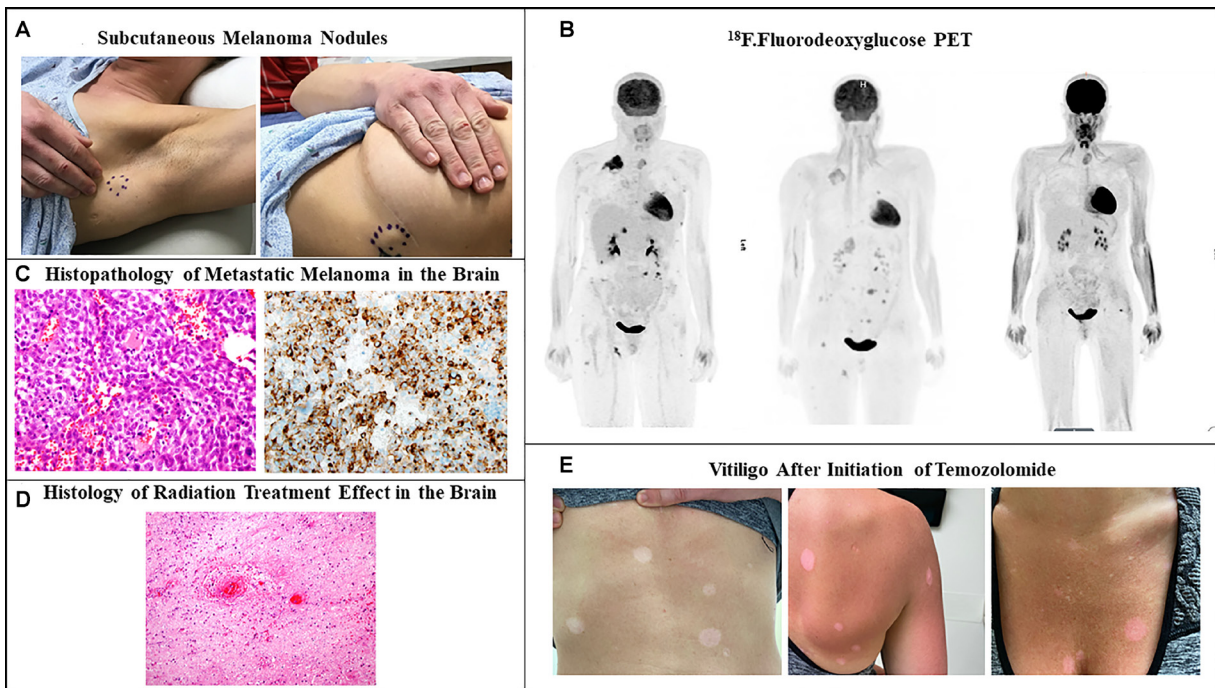 A
Subcutaneous Melanoma Nodules
B
¹⁸F.Fluorodeoxyglucose PET
H
C
Histopathology of Metastatic Melanoma in the Brain
D
Histology of Radiation Treatment Effect in the Brain
E
Vitiligo After Initiation of Temozolomide